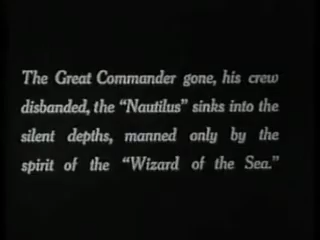 The Great Commander gone, his crew
disbanded, the “Nautilus” sinks into the
silent depths, manned only by the
spirit of the “Wizard of the Sea.”